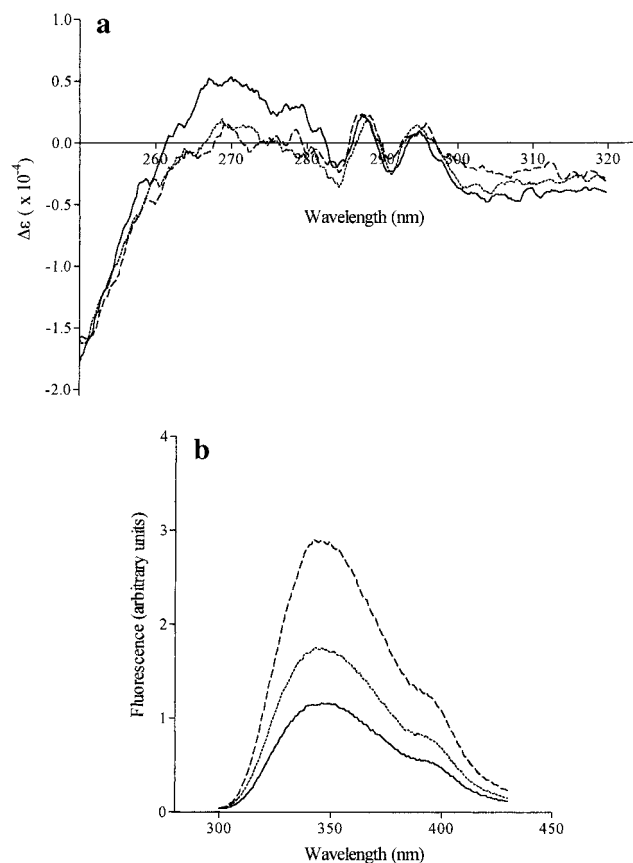 a
1.0
0.5
0.0
-0.5
-1.0
-1.5
-2.0
Δε ( x 10⁻⁴)
260 270 280 290 300 310 320
Wavelength (nm)
b
4
3
2
1
0
Fluorescence (arbitrary units)
300 350 400 450
Wavelength (nm)